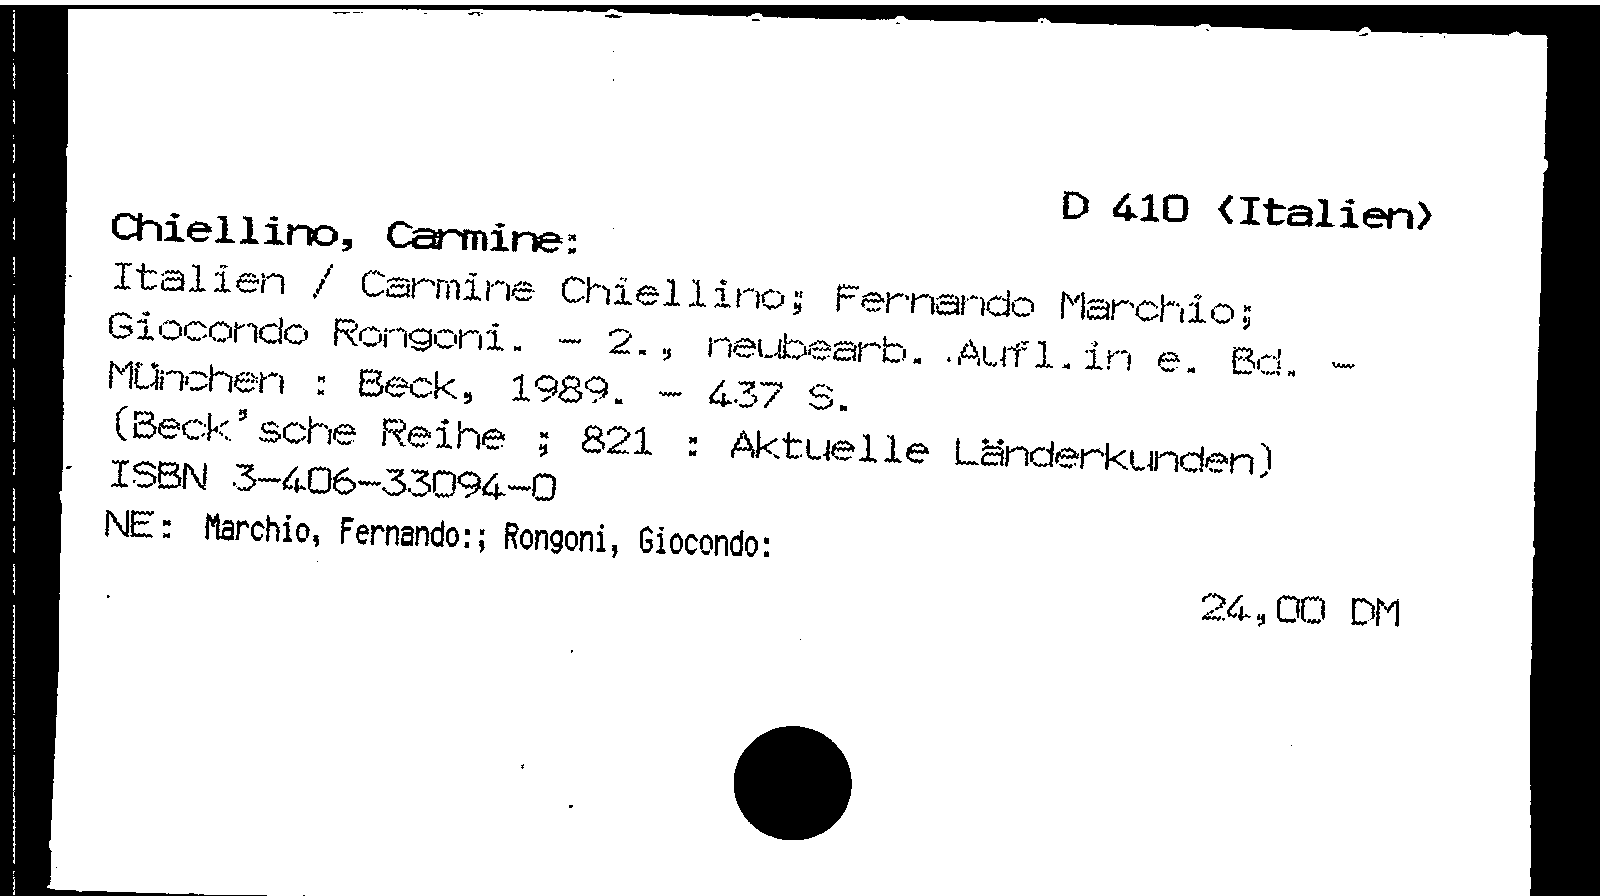 D 410 <Italien>
Chiellino, Carmine:
Italien / Carmine Chiellino; Fernando Marchio;
Giocondo Rongoni. - 2., neubearb. Aufl.in e. Bd. -
München : Beck, 1989. - 437 S.
(Beck'sche Reihe ; 821 : Aktuelle Länderkunden)
ISBN 3-406-33094-0
NE: Marchio, Fernando:; Rongoni, Giocondo:
24,00 DM